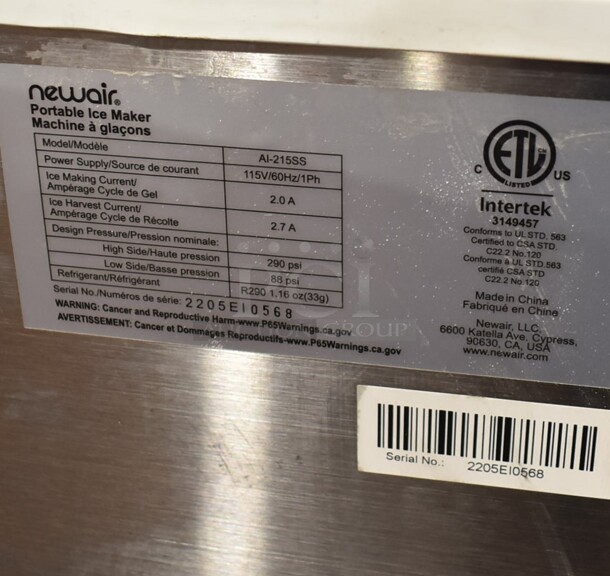 newair®
Portable Ice Maker
Machine à glaçons
Model/Modèle AI-215SS
Power Supply/Source de courant 115V/60Hz/1Ph
Ice Making Current/
Ampérage Cycle de Gel 2.0 A
Ice Harvest Current/
Ampérage Cycle de Récolte 2.7 A
Design Pressure/Pression nominale:
High Side/Haute pression 290 psi
Low Side/Basse pression 88 psi
Refrigerant/Réfrigérant R290 1.16 oz(33g)
Serial No./Numéros de série: 2205EI0568
WARNING: Cancer and Reproductive Harm-www.P65Warnings.ca.gov
AVERTISSEMENT: Cancer et Dommages Reproductifs-www.P65Warnings.ca.gov
C ETL US
LISTED
Intertek
3149457
Conforms to UL STD. 563
Certified to CSA STD
C22.2 No.120
Conforme à UL STD.563
certifié CSA STD
C22.2 No.120
Made in China
Fabriqué en Chine
Newair, LLC.
6600 Katella Ave. Cypress,
90630, CA, USA
www.newair.com
Serial No.: 2205EI0568